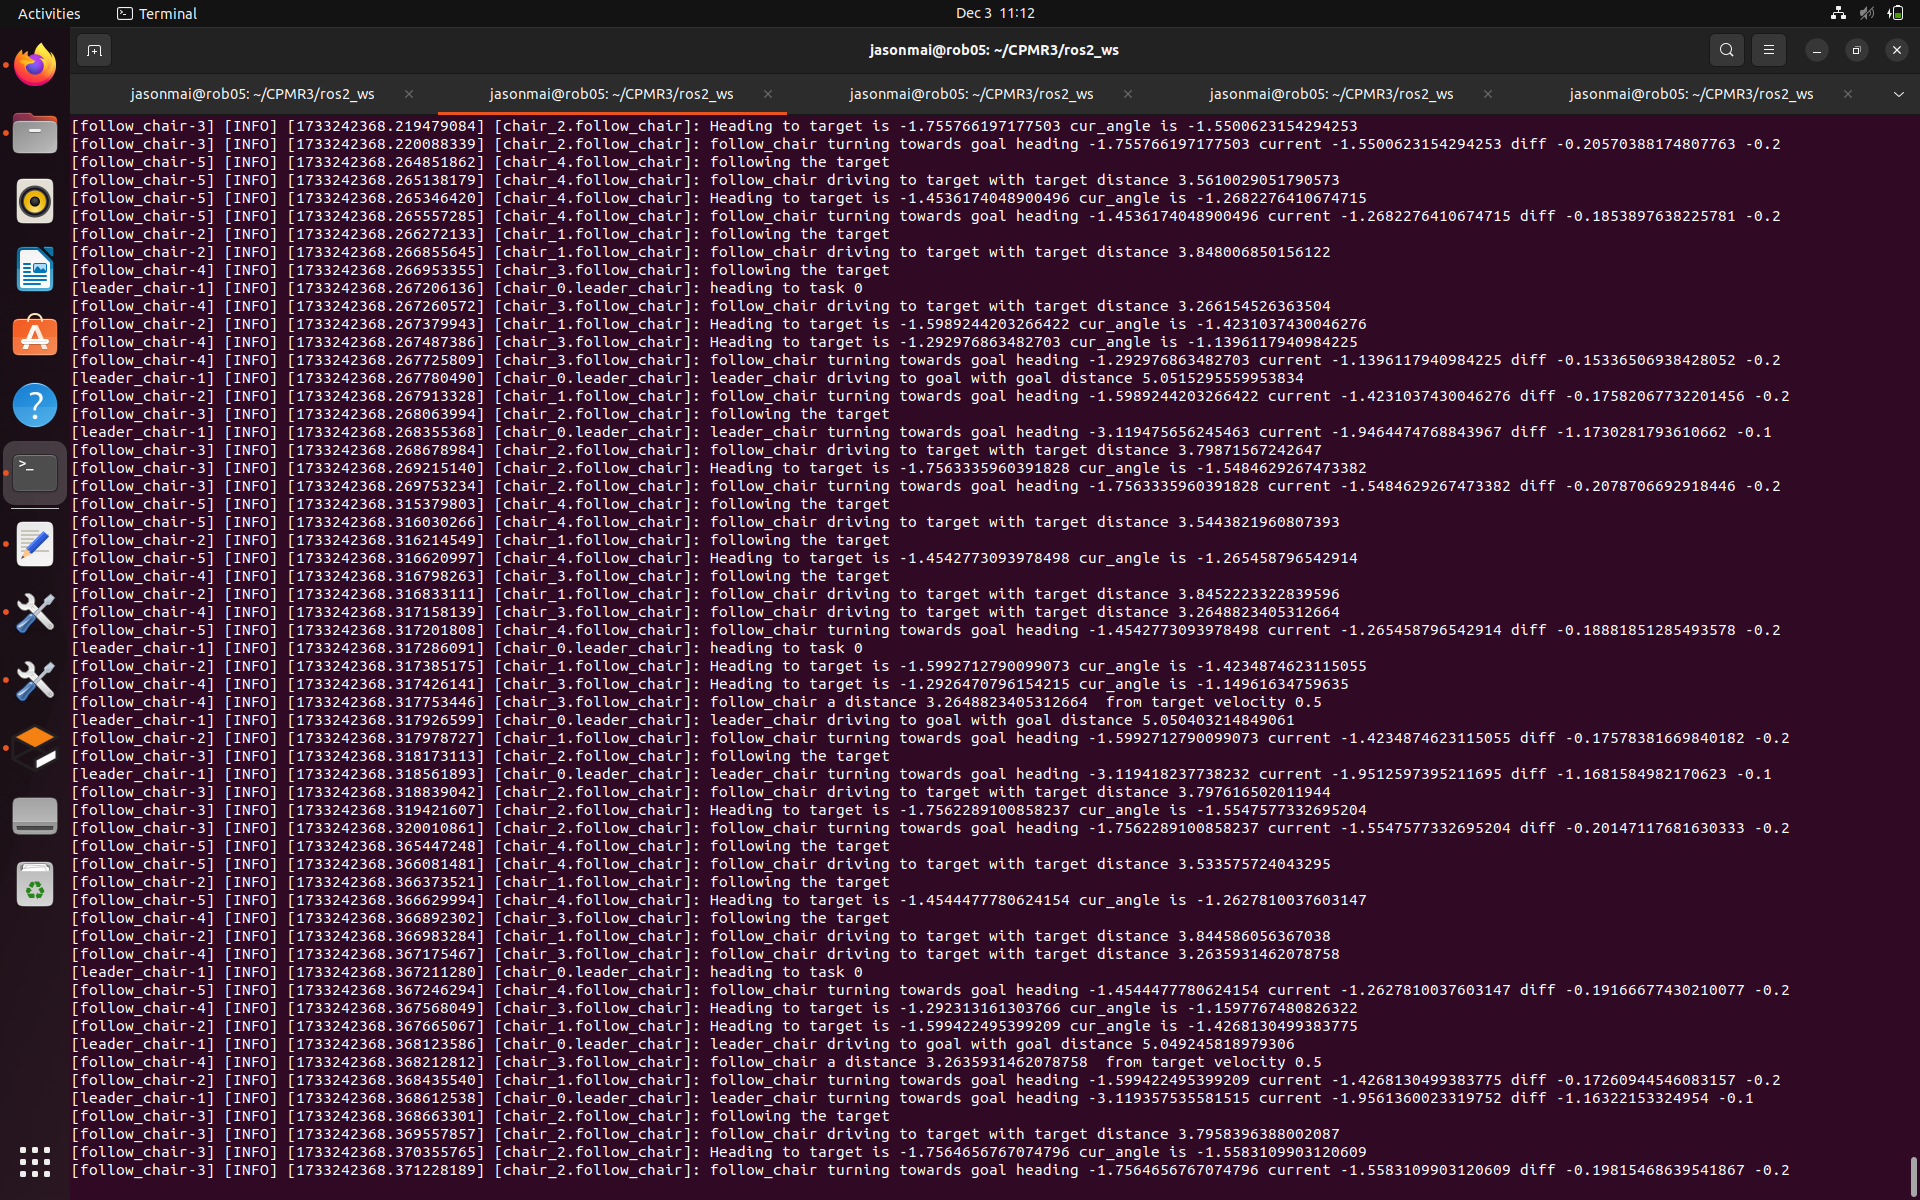 Activities Terminal Dec 3 11:12
jasonmai@rob05: ~/CPMR3/ros2_ws
jasonmai@rob05: ~/CPMR3/ros2_ws jasonmai@rob05: ~/CPMR3/ros2_ws jasonmai@rob05: ~/CPMR3/ros2_ws jasonmai@rob05: ~/CPMR3/ros2_ws jasonmai@rob05: ~/CPMR3/ros2_ws
[follow_chair-3] [INFO] [1733242368.219479084] [chair_2.follow_chair]: Heading to target is -1.755766197177503 cur_angle is -1.5500623154294253
[follow_chair-3] [INFO] [1733242368.220088339] [chair_2.follow_chair]: follow_chair turning towards goal heading -1.755766197177503 current -1.5500623154294253 diff -0.20570388174807763 -0.2
[follow_chair-5] [INFO] [1733242368.264851862] [chair_4.follow_chair]: following the target
[follow_chair-5] [INFO] [1733242368.265138179] [chair_4.follow_chair]: follow_chair driving to target with target distance 3.5610029051790573
[follow_chair-5] [INFO] [1733242368.265346420] [chair_4.follow_chair]: Heading to target is -1.4536174048900496 cur_angle is -1.2682276410674715
[follow_chair-5] [INFO] [1733242368.265557285] [chair_4.follow_chair]: follow_chair turning towards goal heading -1.4536174048900496 current -1.2682276410674715 diff -0.1853897638225781 -0.2
[follow_chair-2] [INFO] [1733242368.266272133] [chair_1.follow_chair]: following the target
[follow_chair-2] [INFO] [1733242368.266855645] [chair_1.follow_chair]: follow_chair driving to target with target distance 3.848006850156122
[follow_chair-4] [INFO] [1733242368.266953355] [chair_3.follow_chair]: following the target
[leader_chair-1] [INFO] [1733242368.267206136] [chair_0.leader_chair]: heading to task 0
[follow_chair-4] [INFO] [1733242368.267260572] [chair_3.follow_chair]: follow_chair driving to target with target distance 3.266154526363504
[follow_chair-2] [INFO] [1733242368.267379943] [chair_1.follow_chair]: Heading to target is -1.5989244203266422 cur_angle is -1.4231037430046276
[follow_chair-4] [INFO] [1733242368.267487386] [chair_3.follow_chair]: Heading to target is -1.292976863482703 cur_angle is -1.1396117940984225
[follow_chair-4] [INFO] [1733242368.267725809] [chair_3.follow_chair]: follow_chair turning towards goal heading -1.292976863482703 current -1.1396117940984225 diff -0.15336506938428052 -0.2
[leader_chair-1] [INFO] [1733242368.267780490] [chair_0.leader_chair]: leader_chair driving to goal with goal distance 5.0515295559953834
[follow_chair-2] [INFO] [1733242368.267913328] [chair_1.follow_chair]: follow_chair turning towards goal heading -1.5989244203266422 current -1.4231037430046276 diff -0.17582067732201456 -0.2
[follow_chair-3] [INFO] [1733242368.268063994] [chair_2.follow_chair]: following the target
[leader_chair-1] [INFO] [1733242368.268355368] [chair_0.leader_chair]: leader_chair turning towards goal heading -3.119475656245463 current -1.9464474768843967 diff -1.1730281793610662 -0.1
[follow_chair-3] [INFO] [1733242368.268678984] [chair_2.follow_chair]: follow_chair driving to target with target distance 3.79871567242647
[follow_chair-3] [INFO] [1733242368.269215140] [chair_2.follow_chair]: Heading to target is -1.7563335960391828 cur_angle is -1.5484629267473382
[follow_chair-3] [INFO] [1733242368.269753234] [chair_2.follow_chair]: follow_chair turning towards goal heading -1.7563335960391828 current -1.5484629267473382 diff -0.2078706692918446 -0.2
[follow_chair-5] [INFO] [1733242368.315379803] [chair_4.follow_chair]: following the target
[follow_chair-5] [INFO] [1733242368.316030266] [chair_4.follow_chair]: follow_chair driving to target with target distance 3.5443821960807393
[follow_chair-2] [INFO] [1733242368.316214549] [chair_1.follow_chair]: following the target
[follow_chair-5] [INFO] [1733242368.316620997] [chair_4.follow_chair]: Heading to target is -1.4542773093978498 cur_angle is -1.265458796542914
[follow_chair-4] [INFO] [1733242368.316798263] [chair_3.follow_chair]: following the target
[follow_chair-2] [INFO] [1733242368.316833111] [chair_1.follow_chair]: follow_chair driving to target with target distance 3.8452223322839596
[follow_chair-4] [INFO] [1733242368.317158139] [chair_3.follow_chair]: follow_chair driving to target with target distance 3.2648823405312664
[follow_chair-5] [INFO] [1733242368.317201808] [chair_4.follow_chair]: follow_chair turning towards goal heading -1.4542773093978498 current -1.265458796542914 diff -0.18881851285493578 -0.2
[leader_chair-1] [INFO] [1733242368.317286091] [chair_0.leader_chair]: heading to task 0
[follow_chair-2] [INFO] [1733242368.317385175] [chair_1.follow_chair]: Heading to target is -1.5992712790099073 cur_angle is -1.4234874623115055
[follow_chair-4] [INFO] [1733242368.317426141] [chair_3.follow_chair]: Heading to target is -1.2926470796154215 cur_angle is -1.14961634759635
[follow_chair-4] [INFO] [1733242368.317753446] [chair_3.follow_chair]: follow_chair a distance 3.2648823405312664  from target velocity 0.5
[leader_chair-1] [INFO] [1733242368.317926599] [chair_0.leader_chair]: leader_chair driving to goal with goal distance 5.050403214849061
[follow_chair-2] [INFO] [1733242368.317978727] [chair_1.follow_chair]: follow_chair turning towards goal heading -1.5992712790099073 current -1.4234874623115055 diff -0.17578381669840182 -0.2
[follow_chair-3] [INFO] [1733242368.318173113] [chair_2.follow_chair]: following the target
[leader_chair-1] [INFO] [1733242368.318561893] [chair_0.leader_chair]: leader_chair turning towards goal heading -3.119418237738232 current -1.9512597395211695 diff -1.1681584982170623 -0.1
[follow_chair-3] [INFO] [1733242368.318839042] [chair_2.follow_chair]: follow_chair driving to target with target distance 3.797616502011944
[follow_chair-3] [INFO] [1733242368.319421607] [chair_2.follow_chair]: Heading to target is -1.7562289100858237 cur_angle is -1.5547577332695204
[follow_chair-3] [INFO] [1733242368.320010861] [chair_2.follow_chair]: follow_chair turning towards goal heading -1.7562289100858237 current -1.5547577332695204 diff -0.20147117681630333 -0.2
[follow_chair-5] [INFO] [1733242368.365447248] [chair_4.follow_chair]: following the target
[follow_chair-5] [INFO] [1733242368.366081481] [chair_4.follow_chair]: follow_chair driving to target with target distance 3.533575724043295
[follow_chair-2] [INFO] [1733242368.366373521] [chair_1.follow_chair]: following the target
[follow_chair-5] [INFO] [1733242368.366629994] [chair_4.follow_chair]: Heading to target is -1.4544477780624154 cur_angle is -1.2627810037603147
[follow_chair-4] [INFO] [1733242368.366892302] [chair_3.follow_chair]: following the target
[follow_chair-2] [INFO] [1733242368.366983284] [chair_1.follow_chair]: follow_chair driving to target with target distance 3.844586056367038
[follow_chair-4] [INFO] [1733242368.367175467] [chair_3.follow_chair]: follow_chair driving to target with target distance 3.2635931462078758
[leader_chair-1] [INFO] [1733242368.367211280] [chair_0.leader_chair]: heading to task 0
[follow_chair-5] [INFO] [1733242368.367246294] [chair_4.follow_chair]: follow_chair turning towards goal heading -1.4544477780624154 current -1.2627810037603147 diff -0.19166677430210077 -0.2
[follow_chair-4] [INFO] [1733242368.367568049] [chair_3.follow_chair]: Heading to target is -1.292313161303766 cur_angle is -1.1597767480826322
[follow_chair-2] [INFO] [1733242368.367665067] [chair_1.follow_chair]: Heading to target is -1.599422495399209 cur_angle is -1.4268130499383775
[leader_chair-1] [INFO] [1733242368.368123586] [chair_0.leader_chair]: leader_chair driving to goal with goal distance 5.049245818979306
[follow_chair-4] [INFO] [1733242368.368212812] [chair_3.follow_chair]: follow_chair a distance 3.2635931462078758  from target velocity 0.5
[follow_chair-2] [INFO] [1733242368.368435540] [chair_1.follow_chair]: follow_chair turning towards goal heading -1.599422495399209 current -1.4268130499383775 diff -0.17260944546083157 -0.2
[leader_chair-1] [INFO] [1733242368.368612538] [chair_0.leader_chair]: leader_chair turning towards goal heading -3.119357535581515 current -1.9561360023319752 diff -1.16322153324954 -0.1
[follow_chair-3] [INFO] [1733242368.368663301] [chair_2.follow_chair]: following the target
[follow_chair-3] [INFO] [1733242368.369557857] [chair_2.follow_chair]: follow_chair driving to target with target distance 3.7958396388002087
[follow_chair-3] [INFO] [1733242368.370355765] [chair_2.follow_chair]: Heading to target is -1.7564656767074796 cur_angle is -1.5583109903120609
[follow_chair-3] [INFO] [1733242368.371228189] [chair_2.follow_chair]: follow_chair turning towards goal heading -1.7564656767074796 current -1.5583109903120609 diff -0.19815468639541867 -0.2